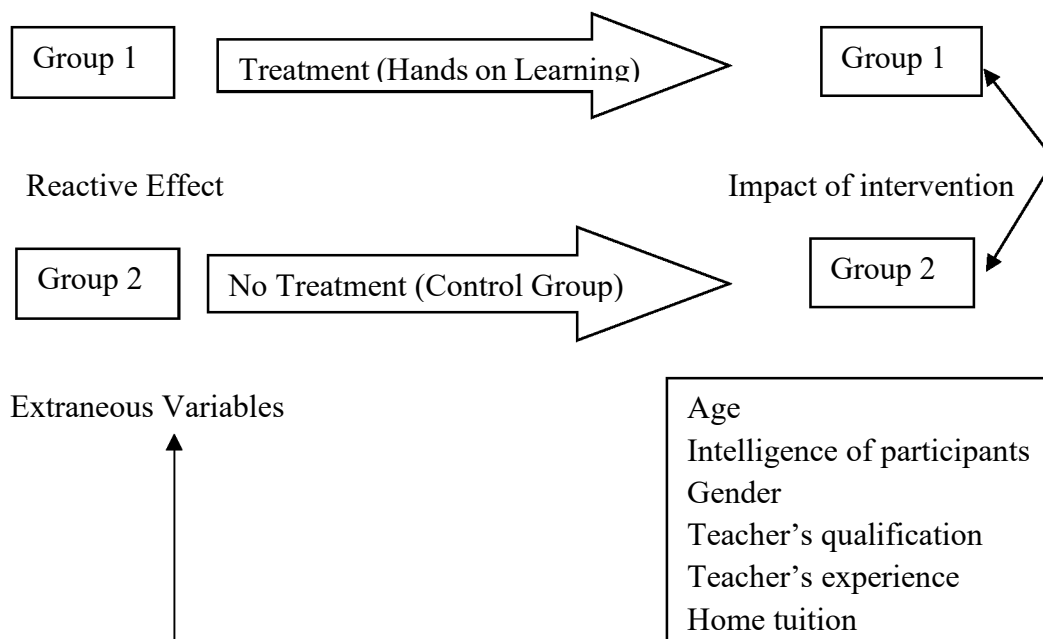 Group 1
Treatment (Hands on Learning)
Group 1
Reactive Effect
Impact of intervention
Group 2
No Treatment (Control Group)
Group 2
Extraneous Variables
Age
Intelligence of participants
Gender
Teacher’s qualification
Teacher’s experience
Home tuition